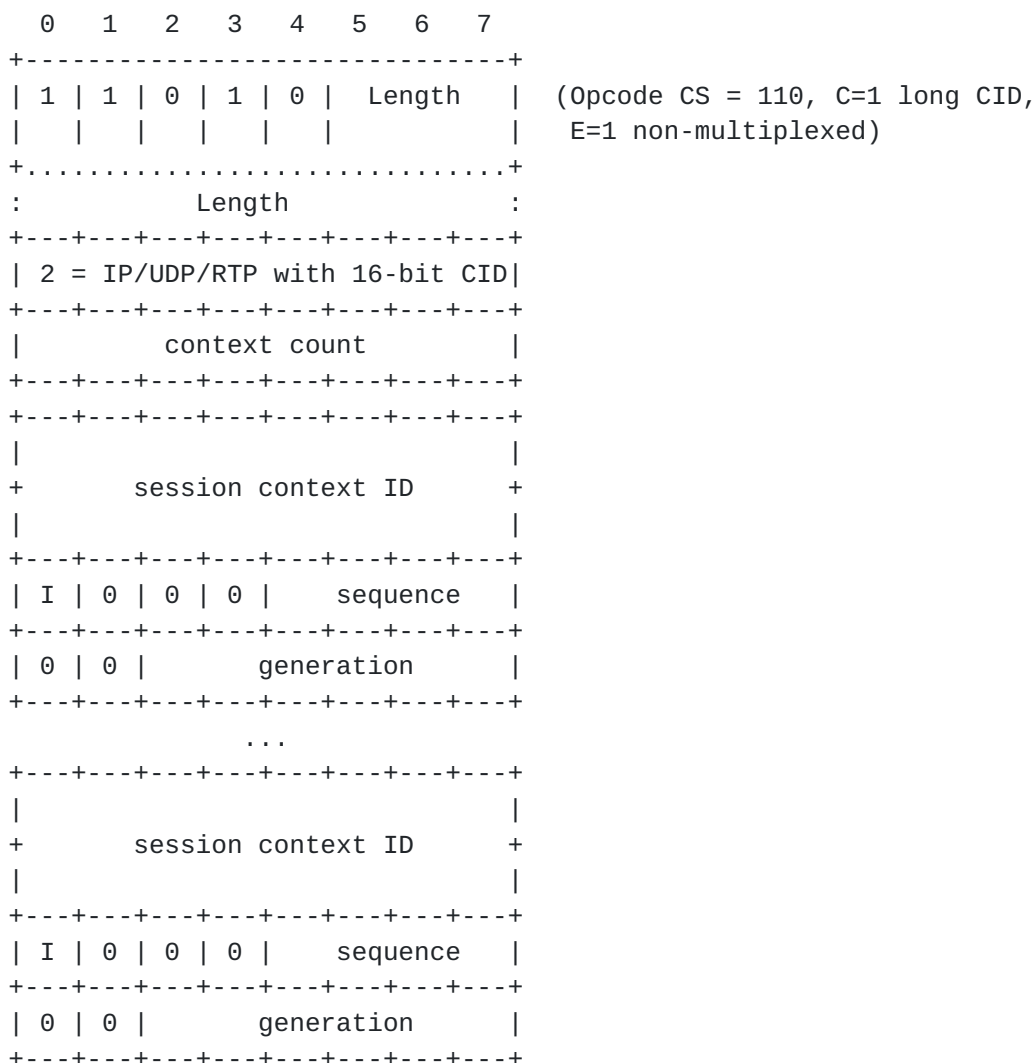 0   1   2   3   4   5   6   7
+-------------------------------+
| 1 | 1 | 0 | 1 | 0 |  Length   |  (Opcode CS = 110, C=1 long CID,
|   |   |   |   |   |           |   E=1 non-multiplexed)
+...............................+
:           Length              :
+---+---+---+---+---+---+---+---+
| 2 = IP/UDP/RTP with 16-bit CID|
+---+---+---+---+---+---+---+---+
|         context count         |
+---+---+---+---+---+---+---+---+
+---+---+---+---+---+---+---+---+
|                               |
+       session context ID      +
|                               |
+---+---+---+---+---+---+---+---+
| I | 0 | 0 | 0 |    sequence   |
+---+---+---+---+---+---+---+---+
| 0 | 0 |       generation      |
+---+---+---+---+---+---+---+---+
               ...
+---+---+---+---+---+---+---+---+
|                               |
+       session context ID      +
|                               |
+---+---+---+---+---+---+---+---+
| I | 0 | 0 | 0 |    sequence   |
+---+---+---+---+---+---+---+---+
| 0 | 0 |       generation      |
+---+---+---+---+---+---+---+---+